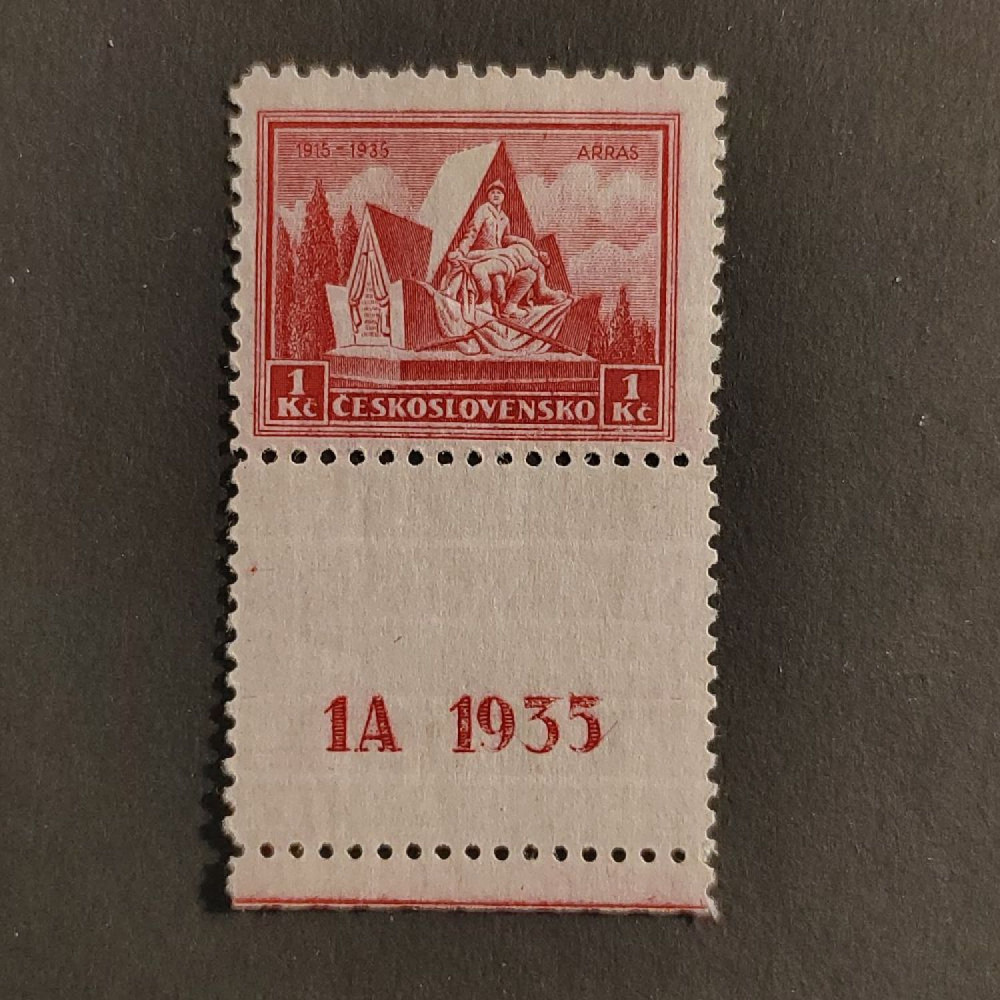 1915-1935 ARRAS
1 Kč ČESKOSLOVENSKO 1 Kč
1A 1935